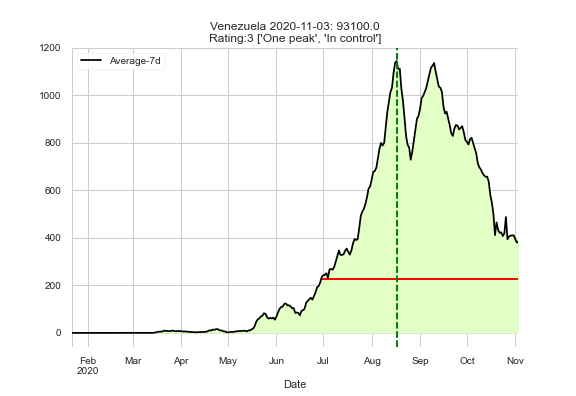 Venezuela 2020-11-03: 93100.0
Rating:3 ['One peak', 'In control']
Average-7d
1200
1000
800
600
400
200
0
Feb Mar Apr May Jun Jul Aug Sep Oct Nov
2020
Date